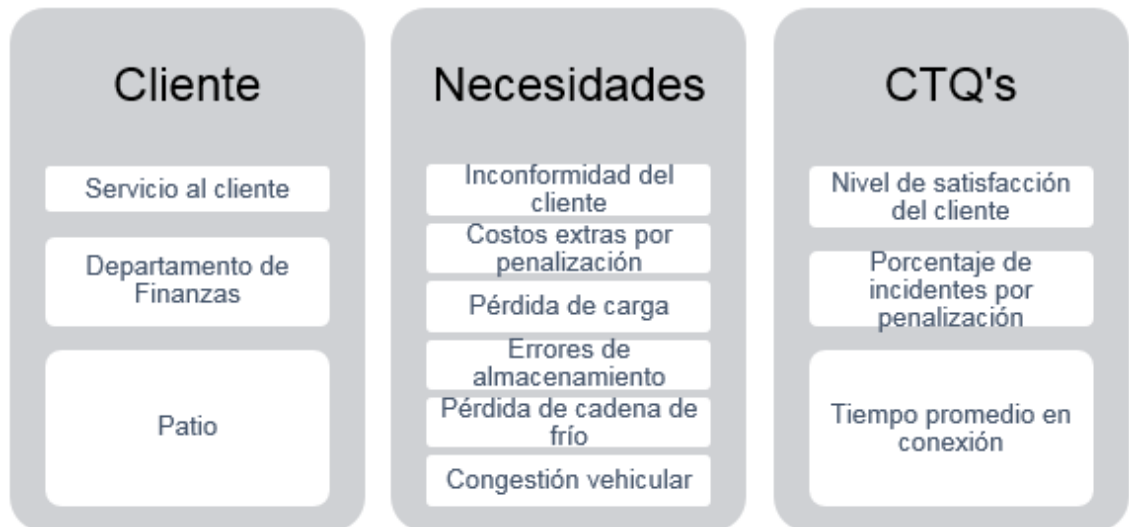 Cliente
Servicio al cliente
Departamento de
Finanzas
Patio
Necesidades
Inconformidad del
cliente
Costos extras por
penalización
Pérdida de carga
Errores de
almacenamiento
Pérdida de cadena de
frío
Congestión vehicular
CTQ's
Nivel de satisfacción
del cliente
Porcentaje de
incidentes por
penalización
Tiempo promedio en
conexión